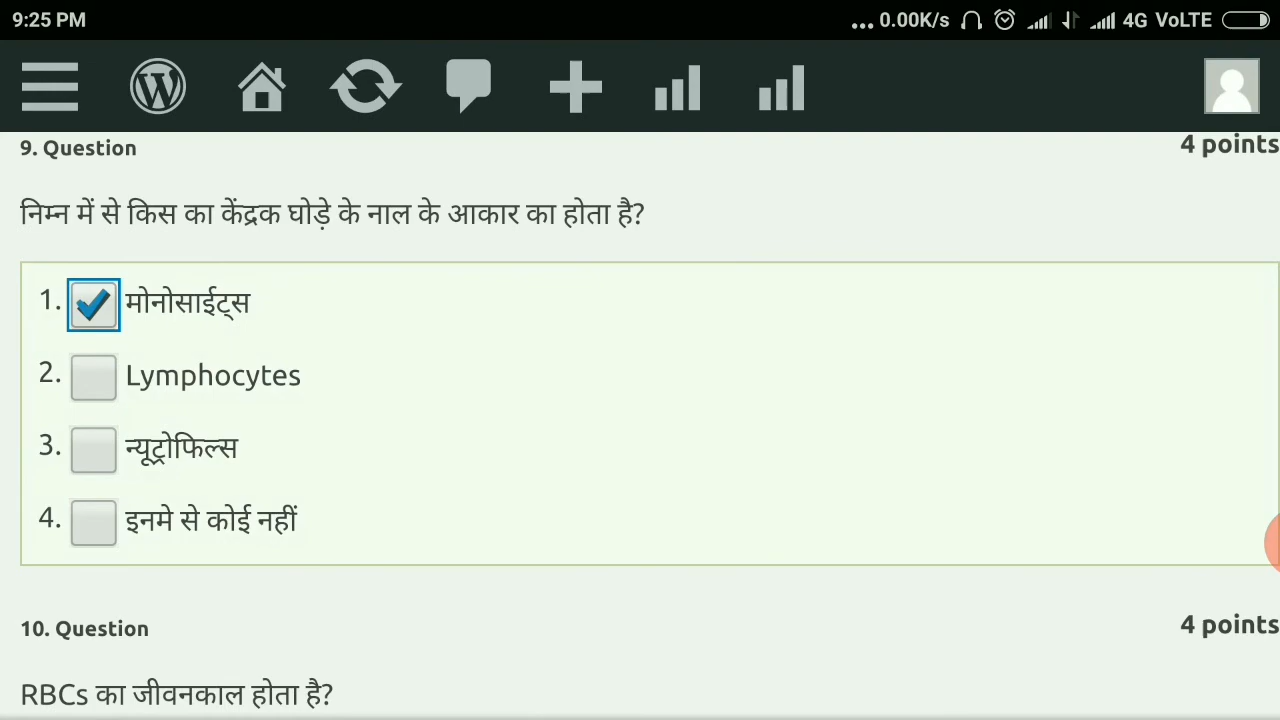 9:25 PM ... 0.00K/s 4G VoLTE
9. Question 4 points
निम्न में से किस का केंद्रक घोड़े के नाल के आकार का होता है?
1. मोनोसाईट्स
2. Lymphocytes
3. न्यूट्रोफिल्स
4. इनमे से कोई नहीं
10. Question 4 points
RBCs का जीवनकाल होता है?